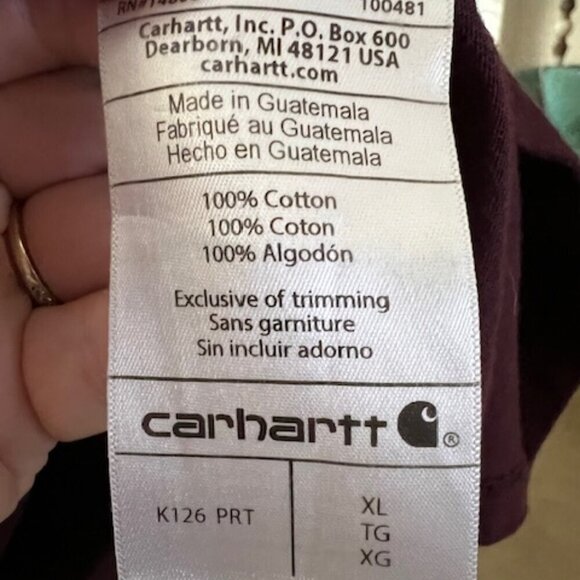 100481
Carhartt, Inc. P.O. Box 600
Dearborn, MI 48121 USA
carhartt.com
Made in Guatemala
Fabriqué au Guatemala
Hecho en Guatemala
100% Cotton
100% Coton
100% Algodón
Exclusive of trimming
Sans garniture
Sin incluir adorno
carhartt ®
K126 PRT
XL
TG
XG